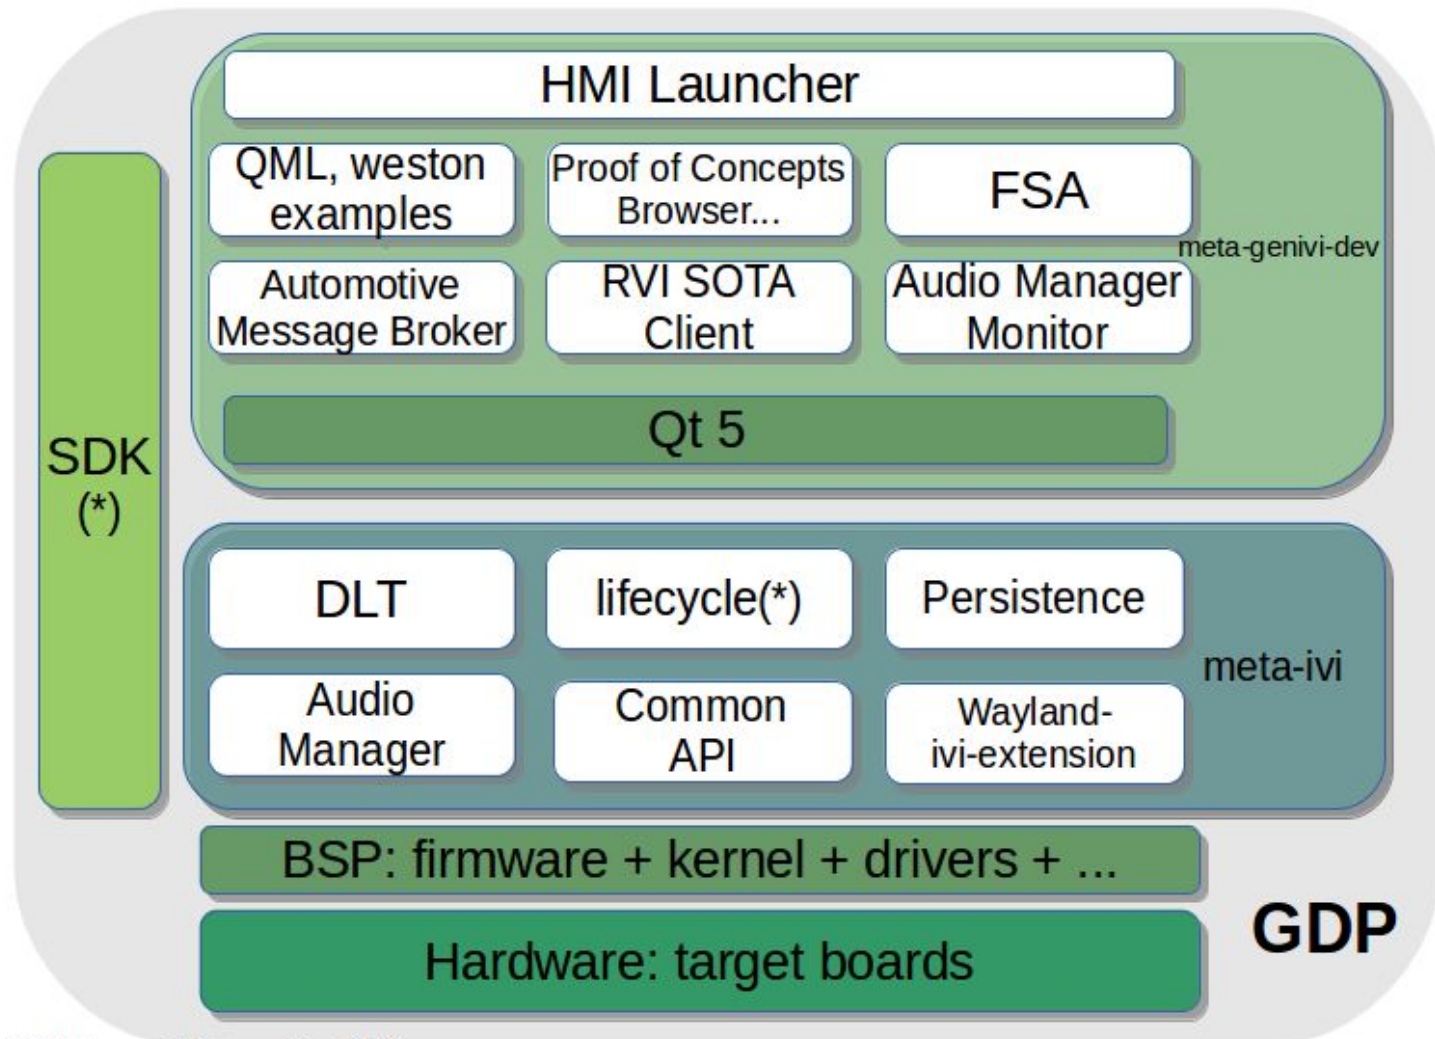 HMI Launcher
QML, weston
examples
Proof of Concepts
Browser...
FSA
meta-genivi-dev
Automotive
Message Broker
RVI SOTA
Client
Audio Manager
Monitor
Qt 5
SDK
(*)
DLT
lifecycle(*)
Persistence
meta-ivi
Audio
Manager
Common
API
Wayland-
ivi-extension
BSP: firmware + kernel + drivers + ...
Hardware: target boards
GDP